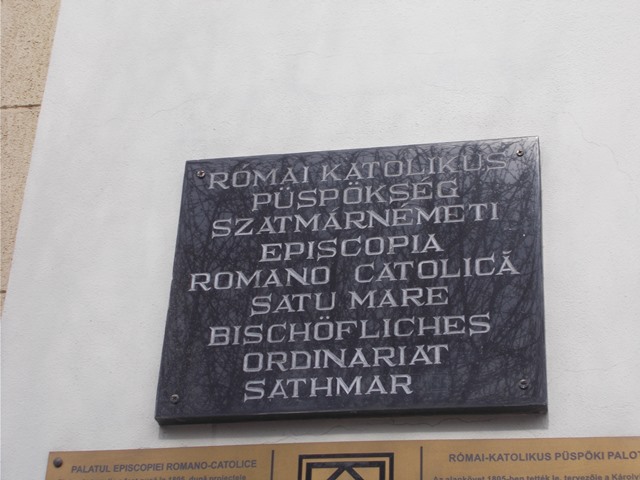 RÓMAI KATOLIKUS
PÜSPÖKSÉG
SZATMÁRNÉMETI
EPISCOPIA
ROMANO CATOLICĂ
SATU MARE
BISCHÖFLICHES
ORDINARIAT
SATHMAR
PALATUL EPISCOPIEI ROMANO-CATOLICE
RÓMAI-KATOLIKUS PÜSPÖKI